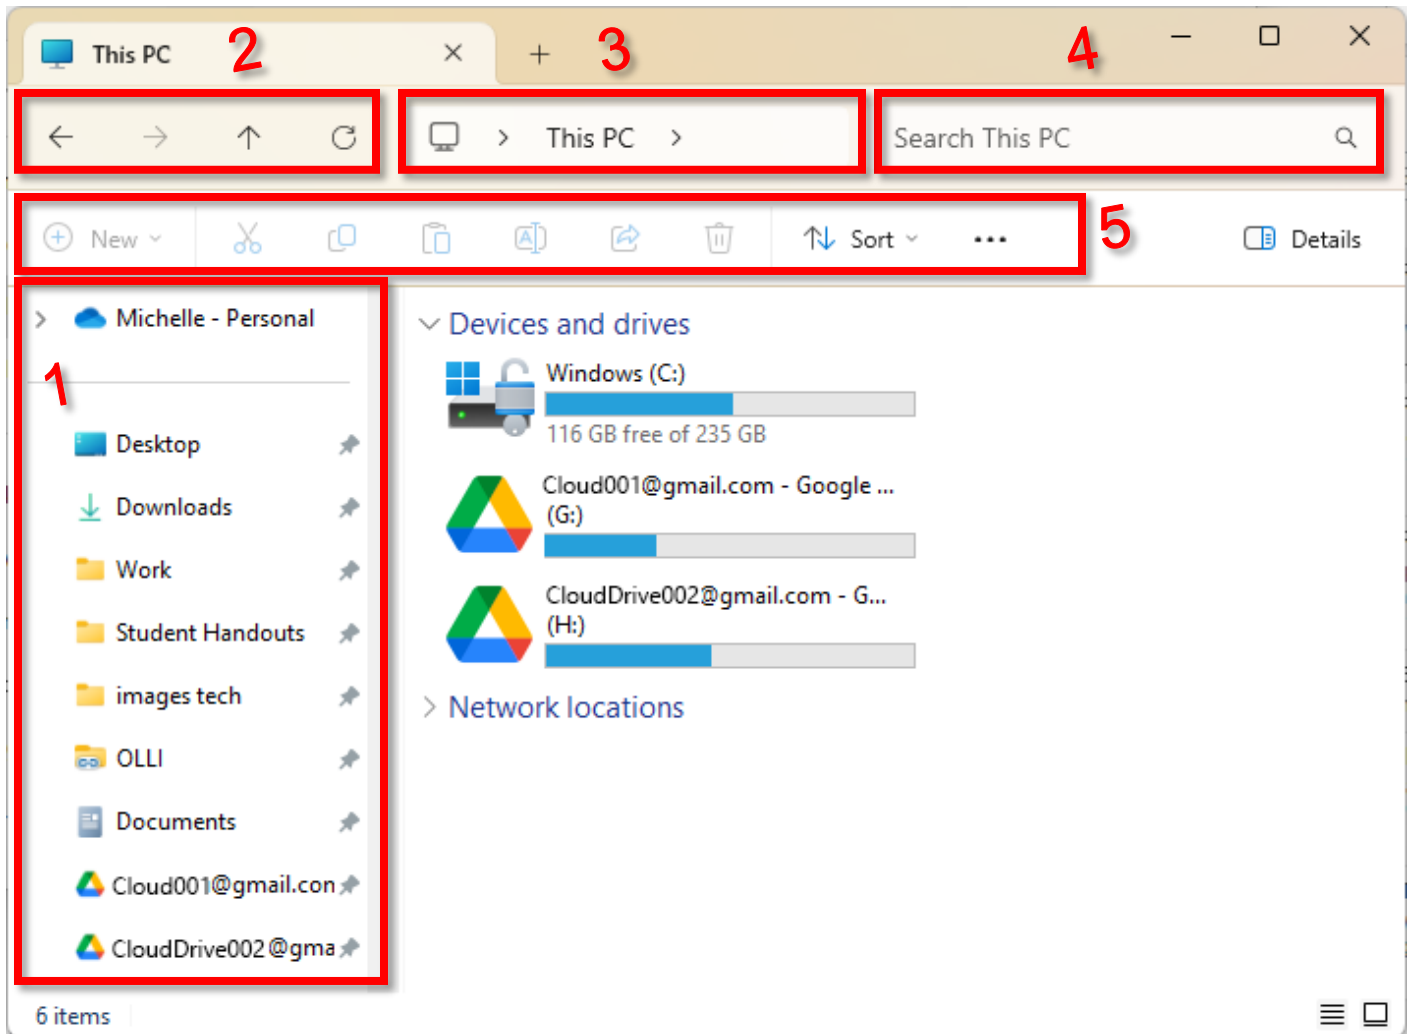 This PC 2 3 4
This PC
Search This PC
New Sort 5 Details
Michelle - Personal
1
Desktop
Downloads
Work
Student Handouts
images tech
OLLI
Documents
Cloud001@gmail.con
CloudDrive002@gma
Devices and drives
Windows (C:)
116 GB free of 235 GB
Cloud001@gmail.com - Google ...
(G:)
CloudDrive002@gmail.com - G...
(H:)
Network locations
6 items